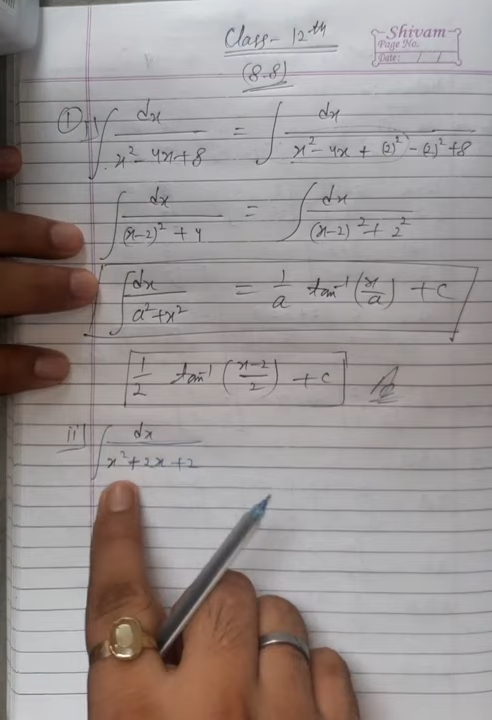 Class - 12th
Shivam
Page No.
Date: / /
(8.8)
① i) ∫ dx / (x² - 4x + 8) = ∫ dx / (x² - 4x + (2)² - (2)² + 8)
∫ dx / ((x-2)² + 4) = ∫ dx / ((x-2)² + 2²)
∫ dx / (a² + x²) = 1/a tan⁻¹ (x/a) + c
1/2 tan⁻¹ ((x-2)/2) + c
ii) ∫ dx / (x² + 2x + 2)